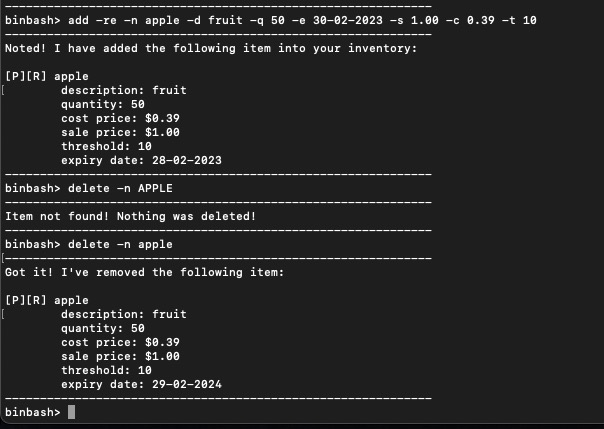 ------------------------------------------------------------
binbash> add -re -n apple -d fruit -q 50 -e 30-02-2023 -s 1.00 -c 0.39 -t 10
------------------------------------------------------------
Noted! I have added the following item into your inventory:
[P][R] apple
description: fruit
quantity: 50
cost price: $0.39
sale price: $1.00
threshold: 10
expiry date: 28-02-2023
------------------------------------------------------------
binbash> delete -n APPLE
------------------------------------------------------------
Item not found! Nothing was deleted!
------------------------------------------------------------
binbash> delete -n apple
------------------------------------------------------------
Got it! I've removed the following item:
[P][R] apple
description: fruit
quantity: 50
cost price: $0.39
sale price: $1.00
threshold: 10
expiry date: 29-02-2024
------------------------------------------------------------
binbash>